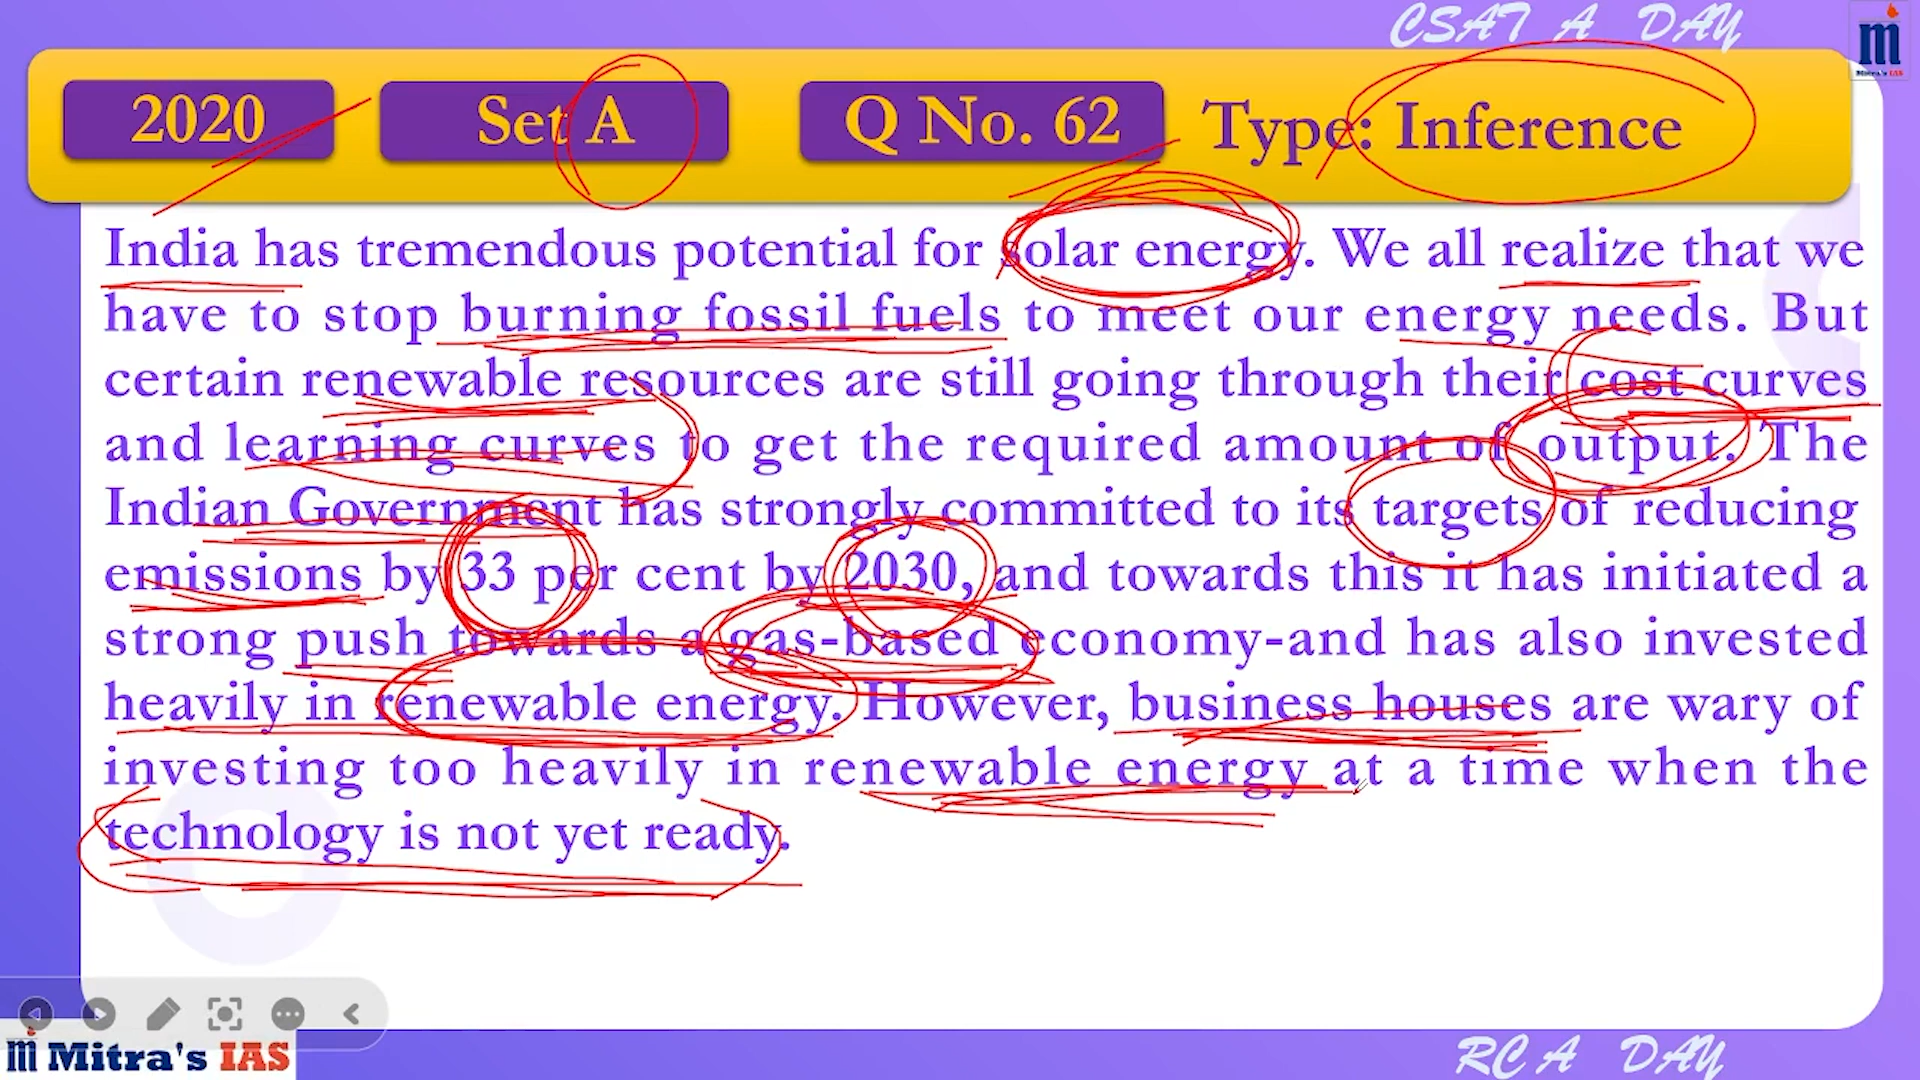 CSAT A DAY
m
Mitra's IAS
2020 Set A Q No. 62 Type: Inference
India has tremendous potential for solar energy. We all realize that we
have to stop burning fossil fuels to meet our energy needs. But
certain renewable resources are still going through their cost curves
and learning curves to get the required amount of output. The
Indian Government has strongly committed to its targets of reducing
emissions by 33 per cent by 2030, and towards this it has initiated a
strong push towards a gas-based economy-and has also invested
heavily in renewable energy. However, business houses are wary of
investing too heavily in renewable energy at a time when the
technology is not yet ready.
m Mitra's IAS
RC A DAY